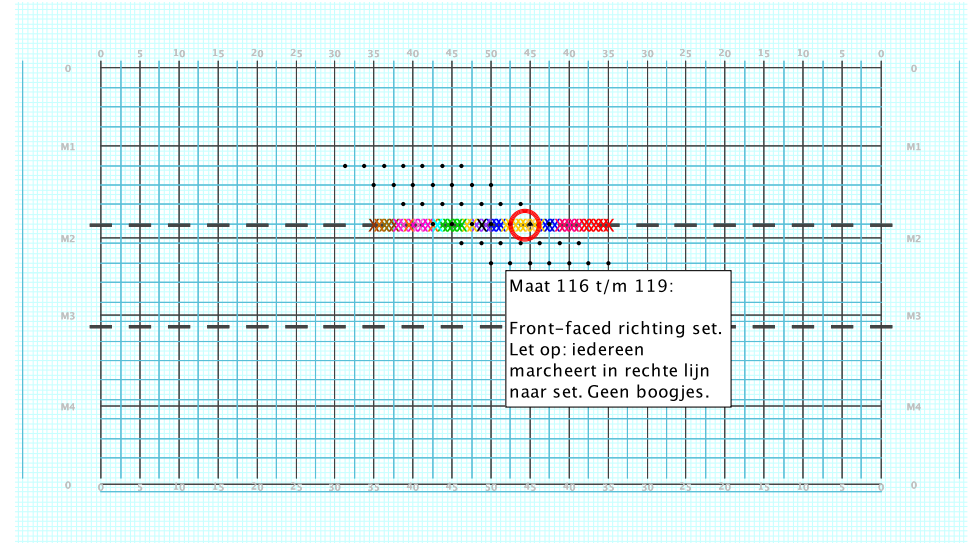 0 5 10 15 20 25 30 35 40 45 50 45 40 35 30 25 20 15 10 5 0
0 0
M1 M1
M2 M2
Maat 116 t/m 119:
Front-faced richting set.
M3 M3
Let op: iedereen
marcheert in rechte lijn
naar set. Geen boogjes.
M4 M4
0 0
0 5 10 15 20 25 30 35 40 45 50 45 40 35 30 25 20 15 10 5 0